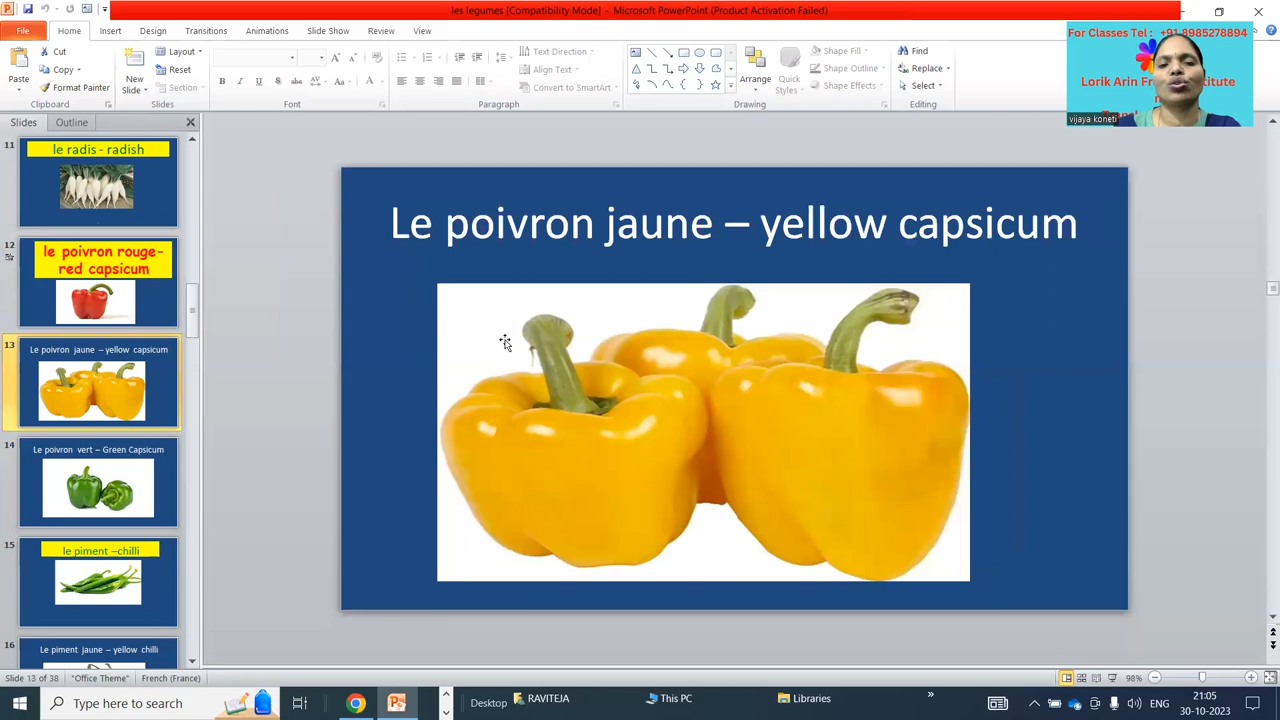 les legumes [Compatibility Mode] - Microsoft PowerPoint (Product Activation Failed)
File Home Insert Design Transitions Animations Slide Show Review View
For Classes Tel : +91 8985278894
Lorik Arin
vijaya koneti
Paste
Cut
Copy
Format Painter
Clipboard
New
Slide
Layout
Reset
Section
Slides
Font
Text Direction
Align Text
Convert to SmartArt
Paragraph
Arrange
Quick
Styles
Shape Fill
Shape Outline
Shape Effects
Drawing
Find
Replace
Select
Editing
Slides Outline
11
le radis - radish
12
le poivron rouge-
red capsicum
13
Le poivron jaune – yellow capsicum
14
Le poivron vert – Green Capsicum
15
le piment –chilli
16
Le piment jaune – yellow chilli
Le poivron jaune – yellow capsicum
Slide 13 of 38 "Office Theme" French (France)
98%
Type here to search
Desktop
RAVITEJA
This PC
Libraries
ENG
21:05
30-10-2023